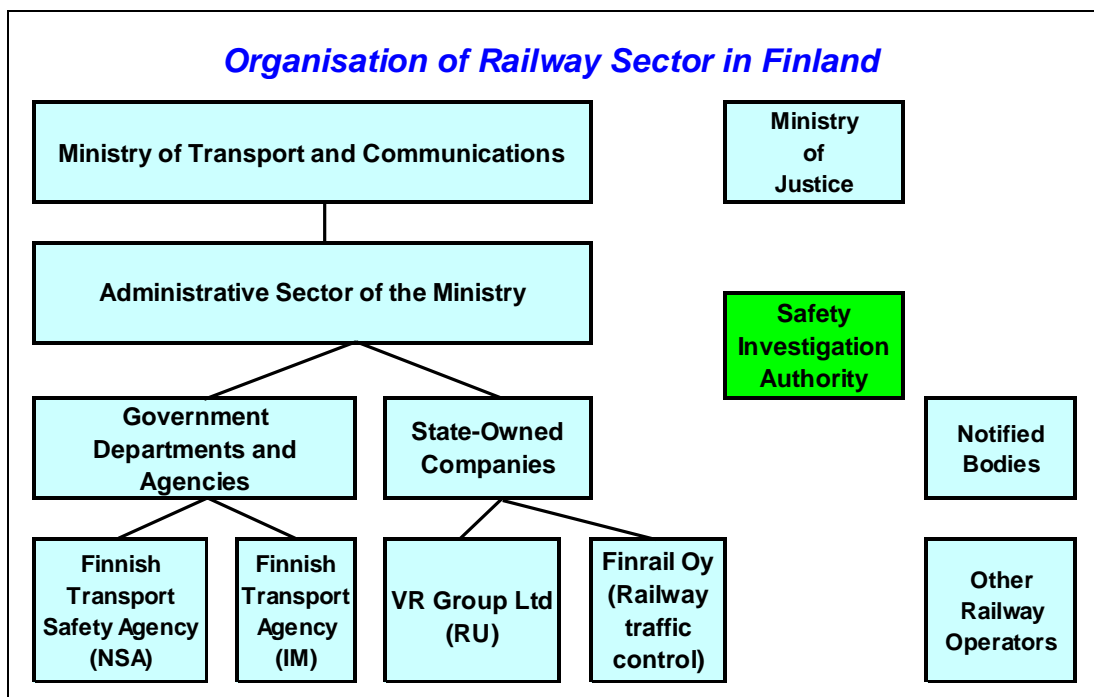 Organisation of Railway Sector in Finland
Ministry of Transport and Communications
Ministry
of
Justice
Administrative Sector of the Ministry
Safety
Investigation
Authority
Government
Departments and
Agencies
State-Owned
Companies
Notified
Bodies
Finnish
Transport
Safety Agency
(NSA)
Finnish
Transport
Agency
(IM)
VR Group Ltd
(RU)
Finrail Oy
(Railway
traffic
control)
Other
Railway
Operators